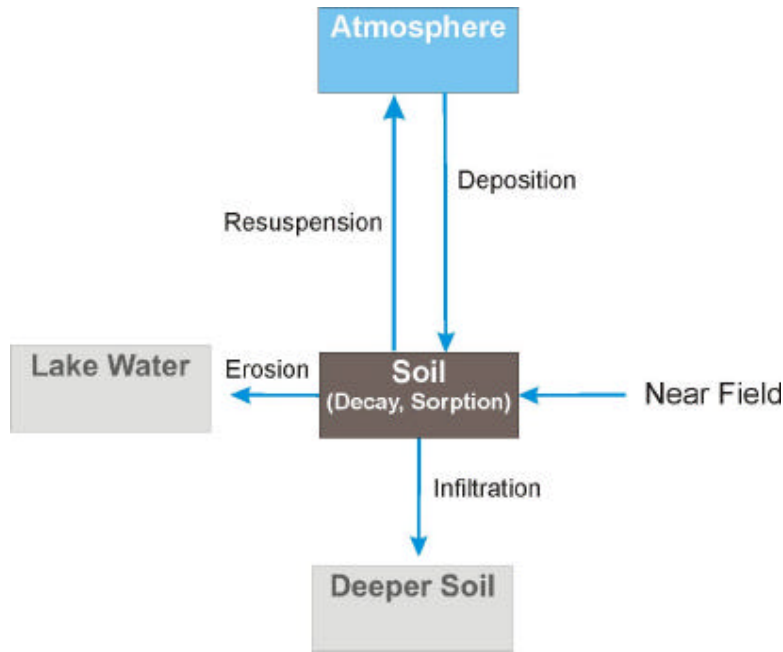 Atmosphere
Deposition
Resuspension
Lake Water
Erosion
Soil
(Decay, Sorption)
Near Field
Infiltration
Deeper Soil